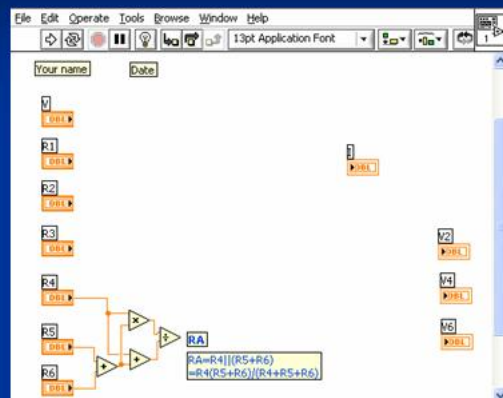 File Edit Operate Tools Browse Window Help
13pt Application Font
1
Your name Date
V
DBL
I
DBL
R1
DBL
R2
DBL
R3
DBL
V2
DBL
R4
DBL
V4
DBL
R5
DBL
× ÷ RA
V6
DBL
+ +
RA=R4||(R5+R6)
=R4(R5+R6)/(R4+R5+R6)
R6
DBL